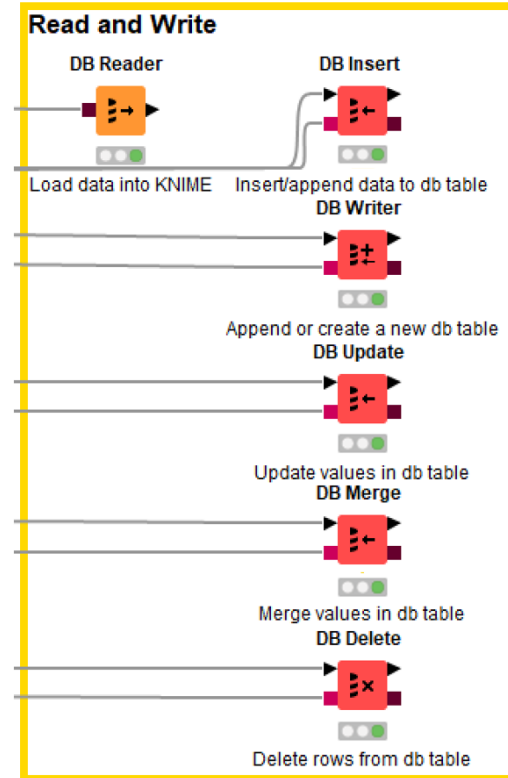 Read and Write
DB Reader
DB Insert
Load data into KNIME
Insert/append data to db table
DB Writer
Append or create a new db table
DB Update
Update values in db table
DB Merge
Merge values in db table
DB Delete
Delete rows from db table